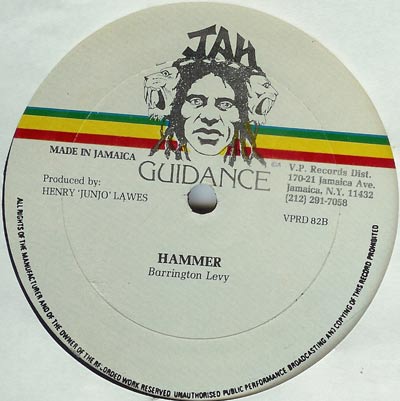 JAH
GUIDANCE
MADE IN JAMAICA
Produced by:
HENRY 'JUNJO' LAWES
V.P. Records Dist.
170-21 Jamaica Ave.
Jamaica, N.Y. 11432
(212) 291-7058
VPRD 82B
HAMMER
Barrington Levy
ALL RIGHTS OF THE MANUFACTURER AND OF THE OWNER OF THE RE-ORDED WORK RESERVED UNAUTHORISED PUBLIC PERFORMANCE BROADCASTING AND COPYING OF THIS RECORD PROHIBITED